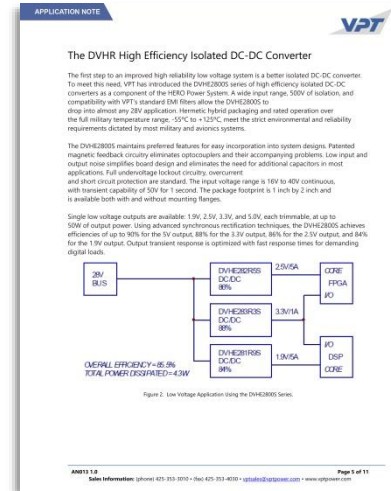 APPLICATION NOTE
VPT
The DVHR High Efficiency Isolated DC-DC Converter
The first step to an improved high reliability low voltage system is a better isolated DC-DC converter.
To meet this need, VPT has introduced the DVHE2800S series of high efficiency isolated DC-DC
converters as a component of the HERO Power System. A wide input range, 500V of isolation, and
compatibility with VPT's standard EMI filters allow the DVHE2800S to
drop into almost any 28V application. Hermetic hybrid packaging and rated operation over
the full military temperature range, -55°C to +125°C, meet the strict environmental and reliability
requirements dictated by most military and avionics systems.
The DVHE2800S maintains preferred features for easy incorporation into system designs. Patented
magnetic feedback circuitry eliminates optocouplers and their accompanying problems. Low input and
output noise simplifies board design and eliminates the need for additional capacitors in most
applications. Full undervoltage lockout circuitry, overcurrent
and short circuit protection are standard. The input voltage range is 16V to 40V continuous,
with transient capability of 50V for 1 second. The package footprint is 1 inch by 2 inch and
is available both with and without mounting flanges.
Single low voltage outputs are available: 1.9V, 2.5V, 3.3V, and 5.0V, each trimmable, at up to
50W of output power. Using advanced synchronous rectification techniques, the DVHE2800S achieves
efficiencies of up to 90% for the 5V output, 88% for the 3.3V output, 86% for the 2.5V output, and 84%
for the 1.9V output. Output transient response is optimized with fast response times for demanding
digital loads.
28V
BUS
DVHE282R5S
DC/DC
86%
2.5V/5A
CORE
FPGA
I/O
DVHE283R3S
DC/DC
88%
3.3V/1A
DVHE281R9S
DC/DC
84%
1.9V/5A
I/O
DSP
CORE
OVERALL EFFICIENCY = 85.5%
TOTAL POWER DISSIPATED = 4.3W
Figure 2: Low Voltage Application Using the DVHE2800S Series.
AN013 1.0
Page 5 of 11
Sales Information: (phone) 425-353-3010 • (fax) 425-353-4030 • vptsales@vptpower.com • www.vptpower.com